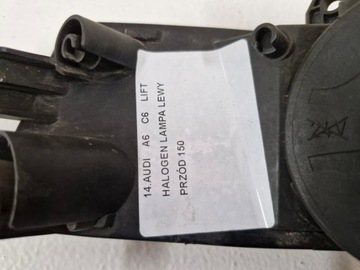 14.AUDI A6 C6 LIFT
HALOGEN LAMPA LEWY
PRZÓD 150